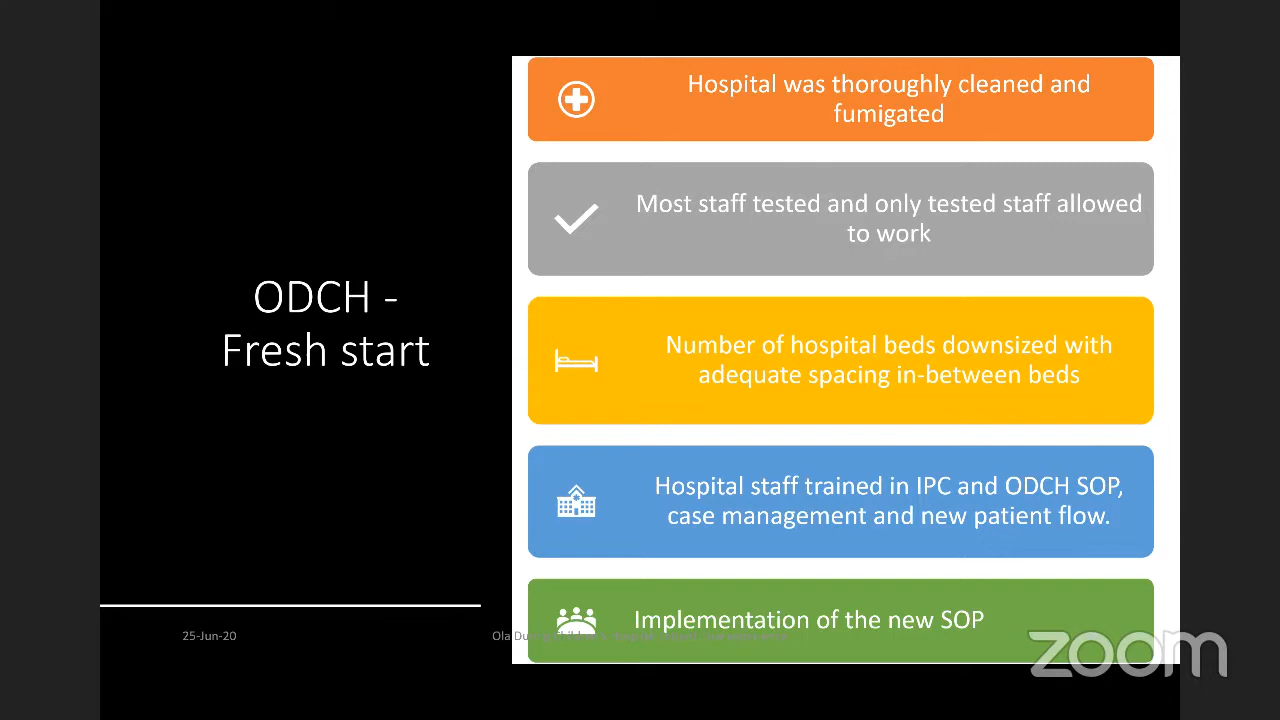 ODCH -
Fresh start
Hospital was thoroughly cleaned and
fumigated
Most staff tested and only tested staff allowed
to work
Number of hospital beds downsized with
adequate spacing in-between beds
Hospital staff trained in IPC and ODCH SOP,
case management and new patient flow.
Implementation of the new SOP
25-Jun-20
Ola
zoom